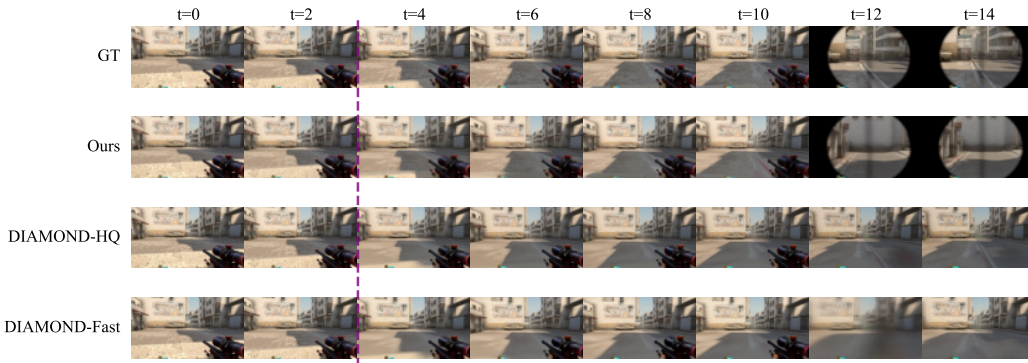 t=0 t=2 t=4 t=6 t=8 t=10 t=12 t=14
GT
Ours
DIAMOND-HQ
DIAMOND-Fast